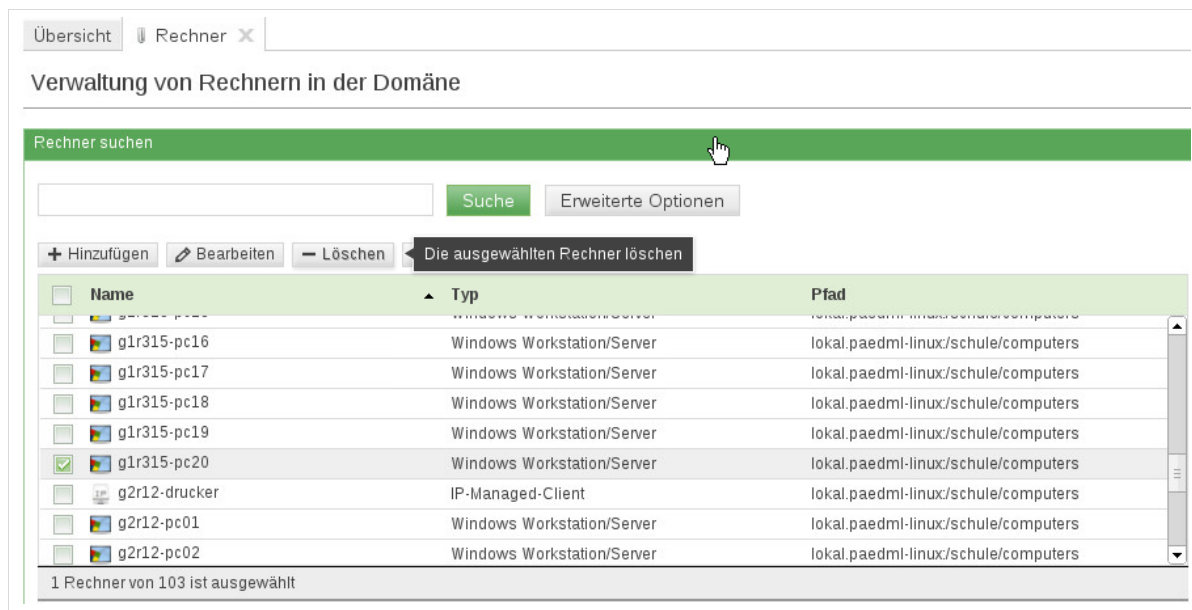 Übersicht Rechner
Verwaltung von Rechnern in der Domäne
Rechner suchen
Suche Erweiterte Optionen
Hinzufügen Bearbeiten Löschen Die ausgewählten Rechner löschen
Name Typ Pfad
g1r315-pc16 Windows Workstation/Server lokal.paedml-linux:/schule/computers
g1r315-pc17 Windows Workstation/Server lokal.paedml-linux:/schule/computers
g1r315-pc18 Windows Workstation/Server lokal.paedml-linux:/schule/computers
g1r315-pc19 Windows Workstation/Server lokal.paedml-linux:/schule/computers
g1r315-pc20 Windows Workstation/Server lokal.paedml-linux:/schule/computers
IP g2r12-drucker IP-Managed-Client lokal.paedml-linux:/schule/computers
g2r12-pc01 Windows Workstation/Server lokal.paedml-linux:/schule/computers
g2r12-pc02 Windows Workstation/Server lokal.paedml-linux:/schule/computers
1 Rechner von 103 ist ausgewählt